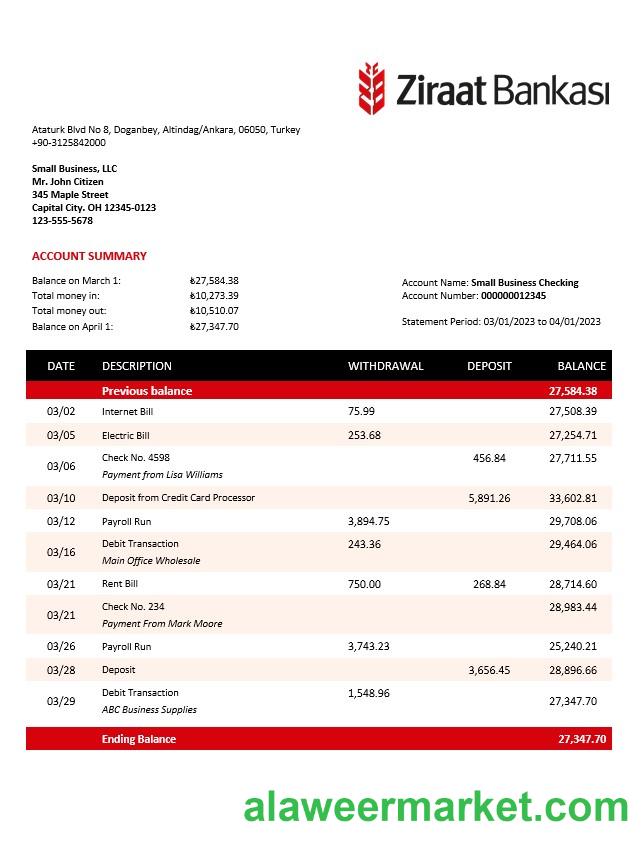 Ziraat Bankası
Ataturk Blvd No 8, Doganbey, Altindag/Ankara, 06050, Turkey
+90-3125842000
Small Business, LLC
Mr. John Citizen
345 Maple Street
Capital City. OH 12345-0123
123-555-5678
ACCOUNT SUMMARY
Balance on March 1: ₺27,584.38
Total money in: ₺10,273.39
Total money out: ₺10,510.07
Balance on April 1: ₺27,347.70
Account Name: Small Business Checking
Account Number: 000000012345
Statement Period: 03/01/2023 to 04/01/2023
DATE DESCRIPTION WITHDRAWAL DEPOSIT BALANCE
Previous balance 27,584.38
03/02 Internet Bill 75.99 27,508.39
03/05 Electric Bill 253.68 27,254.71
03/06 Check No. 4598 456.84 27,711.55
Payment from Lisa Williams
03/10 Deposit from Credit Card Processor 5,891.26 33,602.81
03/12 Payroll Run 3,894.75 29,708.06
03/16 Debit Transaction 243.36 29,464.06
Main Office Wholesale
03/21 Rent Bill 750.00 268.84 28,714.60
03/21 Check No. 234 28,983.44
Payment From Mark Moore
03/26 Payroll Run 3,743.23 25,240.21
03/28 Deposit 3,656.45 28,896.66
03/29 Debit Transaction 1,548.96 27,347.70
ABC Business Supplies
Ending Balance 27,347.70
alaweermarket.com